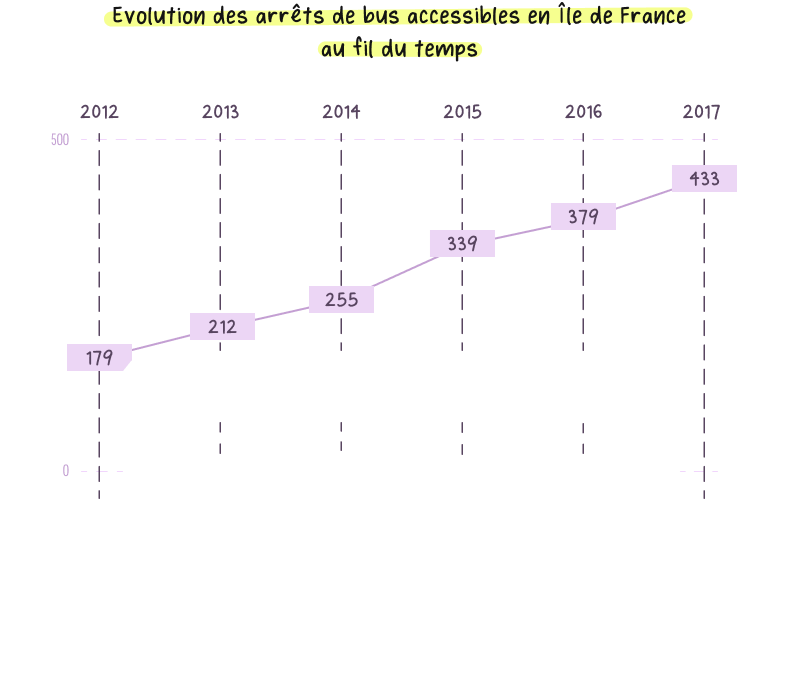 Evolution des arrêts de bus accessibles en Île de France
au fil du temps
2012 2013 2014 2015 2016 2017
500
433
379
339
255
212
179
0